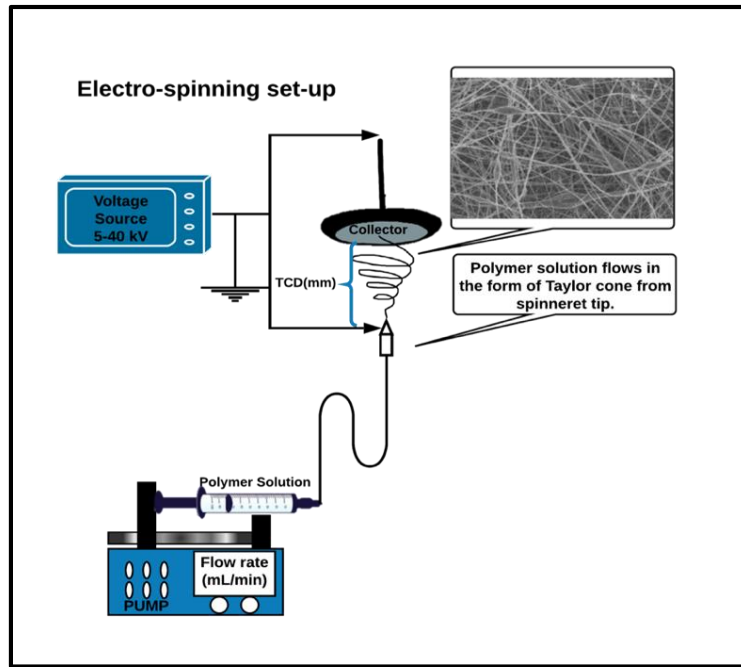 Electro-spinning set-up
Voltage
Source
5-40 kV
Collector
TCD(mm)
Polymer solution flows in
the form of Taylor cone from
spinneret tip.
Polymer Solution
Flow rate
(mL/min)
PUMP